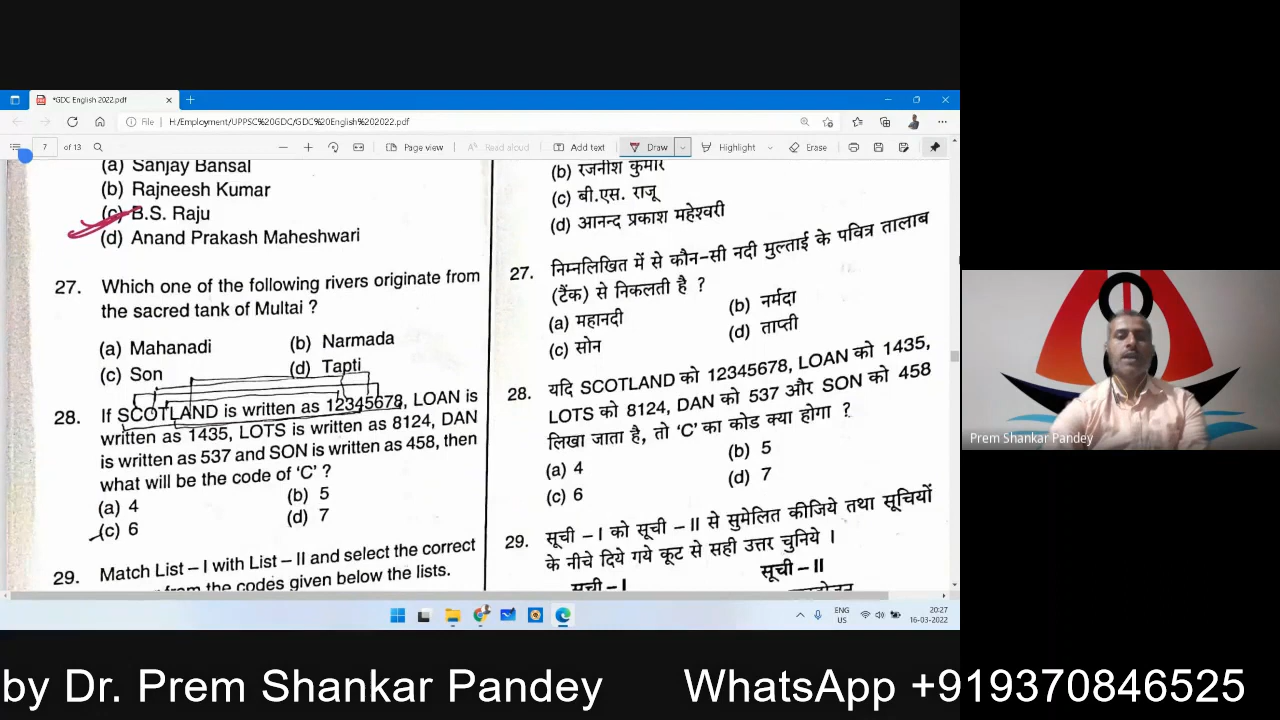 *GDC English 2022.pdf
File
H:/Employment/UPPSC%20GDC/GDC%20English%202022.pdf
7 of 13
Page view
Read aloud
Add text
Draw
Highlight
Erase
(a) Sanjay Bansal
(b) Rajneesh Kumar
(c) B.S. Raju
(d) Anand Prakash Maheshwari
27. Which one of the following rivers originate from
the sacred tank of Multai ?
(a) Mahanadi (b) Narmada
(c) Son (d) Tapti
28. If SCOTLAND is written as 12345678, LOAN is
written as 1435, LOTS is written as 8124, DAN
is written as 537 and SON is written as 458, then
what will be the code of 'C' ?
(a) 4 (b) 5
(c) 6 (d) 7
29. Match List – I with List – II and select the correct
from the codes given below the lists.
(b) रजनीश कुमार
(c) बी.एस. राजू
(d) आनन्द प्रकाश महेश्वरी
27. निम्नलिखित में से कौन-सी नदी मुल्ताई के पवित्र तालाब
(टैंक) से निकलती है ?
(a) महानदी (b) नर्मदा
(c) सोन (d) ताप्ती
28. यदि SCOTLAND को 12345678, LOAN को 1435,
LOTS को 8124, DAN को 537 और SON को 458
लिखा जाता है, तो 'C' का कोड क्या होगा ?
(a) 4 (b) 5
(c) 6 (d) 7
29. सूची – I को सूची – II से सुमेलित कीजिये तथा सूचियों
के नीचे दिये गये कूट से सही उत्तर चुनिये ।
सूची – I सूची – II
Prem Shankar Pandey
ENG
US
20:27
16-03-2022
by Dr. Prem Shankar Pandey WhatsApp +919370846525